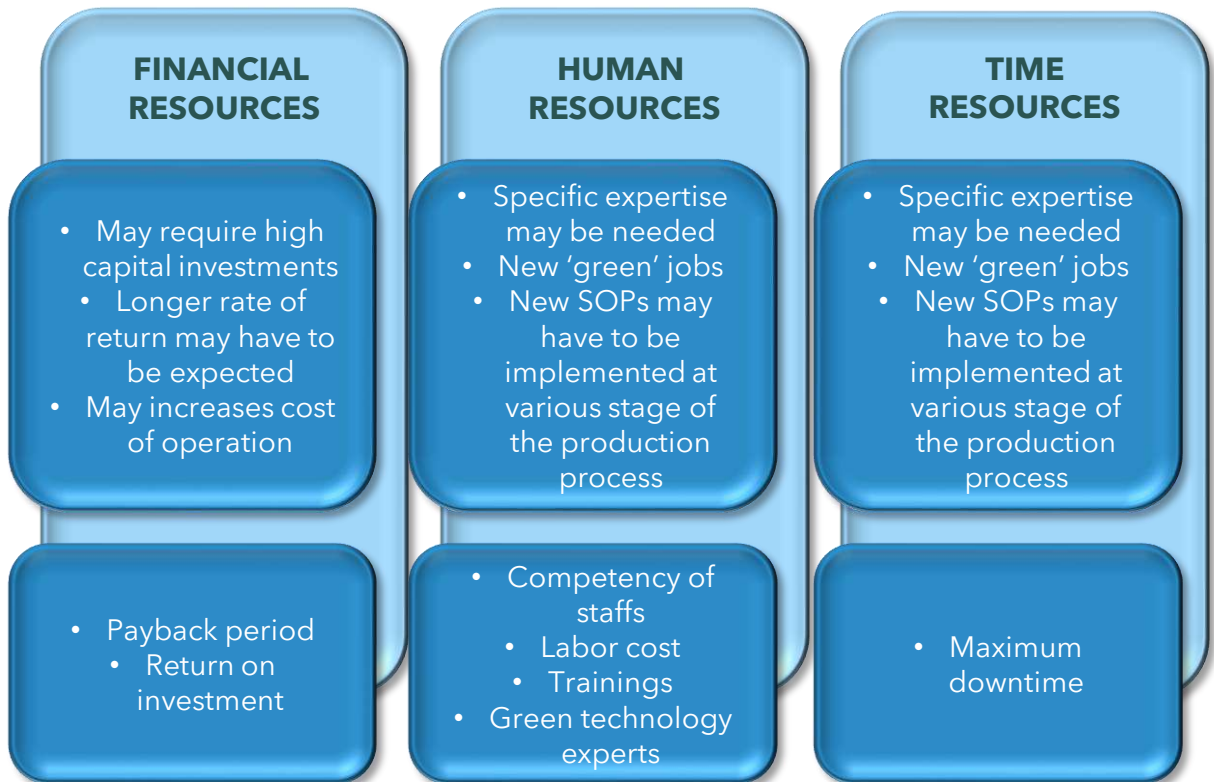 FINANCIAL
RESOURCES
• May require high
capital investments
• Longer rate of
return may have to
be expected
• May increases cost
of operation
• Payback period
• Return on
investment
HUMAN
RESOURCES
• Specific expertise
may be needed
• New ‘green’ jobs
• New SOPs may
have to be
implemented at
various stage of
the production
process
• Competency of
staffs
• Labor cost
• Trainings
• Green technology
experts
TIME
RESOURCES
• Specific expertise
may be needed
• New ‘green’ jobs
• New SOPs may
have to be
implemented at
various stage of
the production
process
• Maximum
downtime